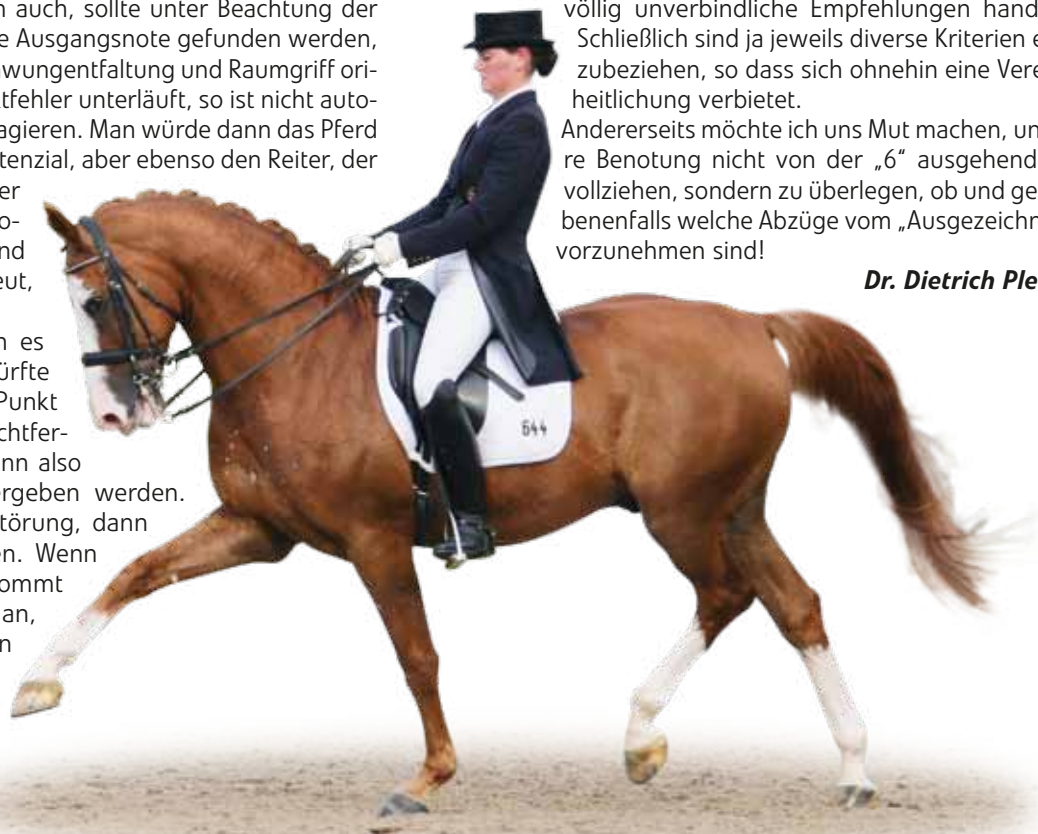 n auch, sollte unter Beachtung der
e Ausgangsnote gefunden werden,
wungentfaltung und Raumgriff ori-
tfehler unterläuft, so ist nicht auto-
agieren. Man würde dann das Pferd
tenzial, aber ebenso den Reiter, der
er
o-
nd
eut,
n es
ürfte
Punkt
chtfer-
nn also
ergeben werden.
törung, dann
en. Wenn
ommt
an,
n
völlig unverbindliche Empfehlungen hand
Schließlich sind ja jeweils diverse Kriterien e
zubeziehen, so dass sich ohnehin eine Vere
heitlichung verbietet.
Andererseits möchte ich uns Mut machen, un
re Benotung nicht von der „6“ ausgehend
vollziehen, sondern zu überlegen, ob und ge
benenfalls welche Abzüge vom „Ausgezeichn
vorzunehmen sind!
Dr. Dietrich Ple
644